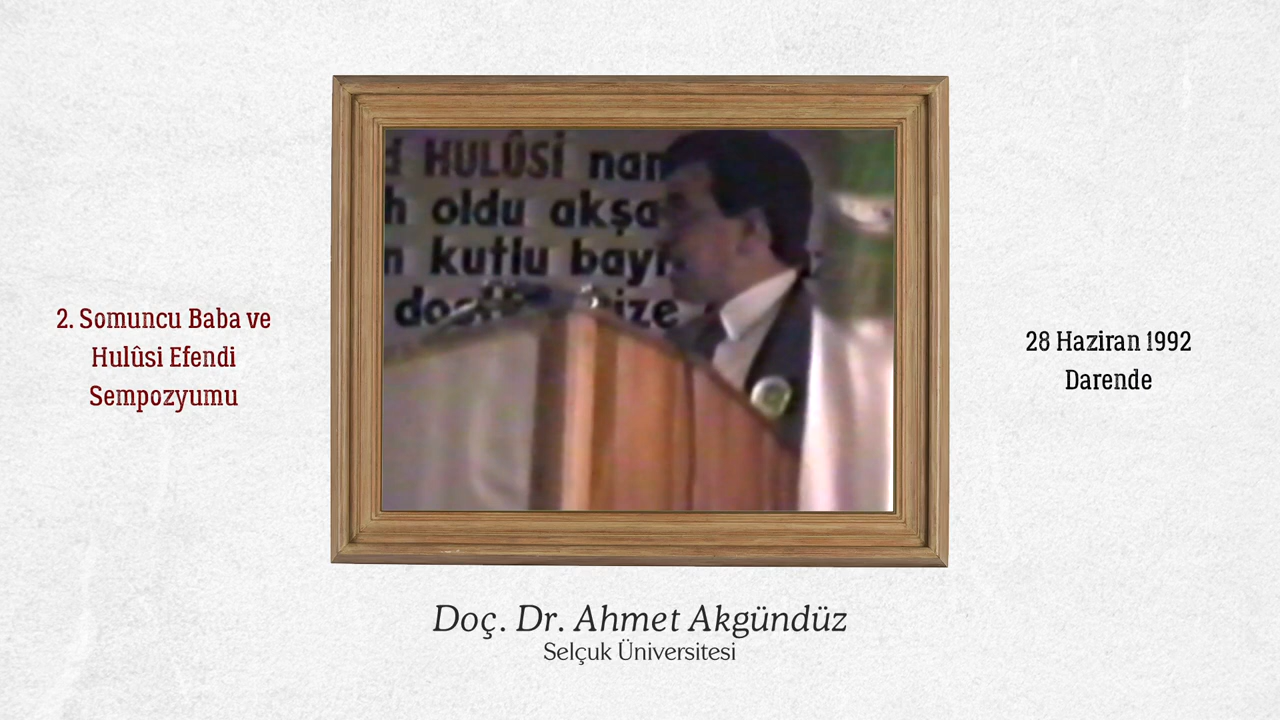 HULÛSİ
oldu
kutlu
2. Somuncu Baba ve
Hulûsi Efendi
Sempozyumu
28 Haziran 1992
Darende
Doç. Dr. Ahmet Akgündüz
Selçuk Üniversitesi